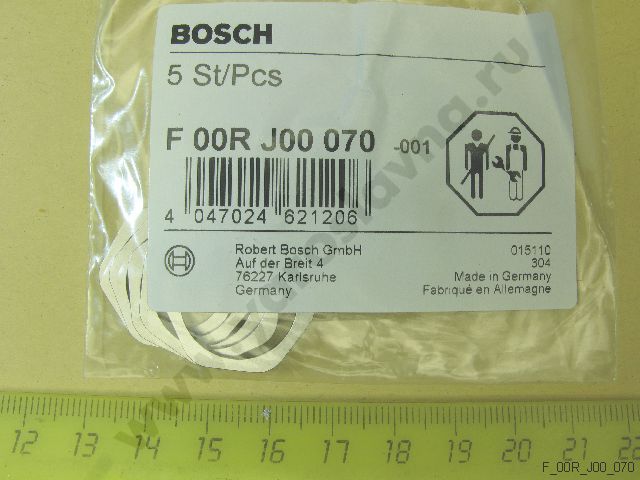 BOSCH
5 St/Pcs
F 00R J00 070 -001
4 047024 621206
Robert Bosch GmbH
Auf der Breit 4
76227 Karlsruhe
Germany
015110
304
Made in Germany
Fabriqué en Allemagne
12 13 14 15 16 17 18 19 20 21 22
F_00R_J00_070